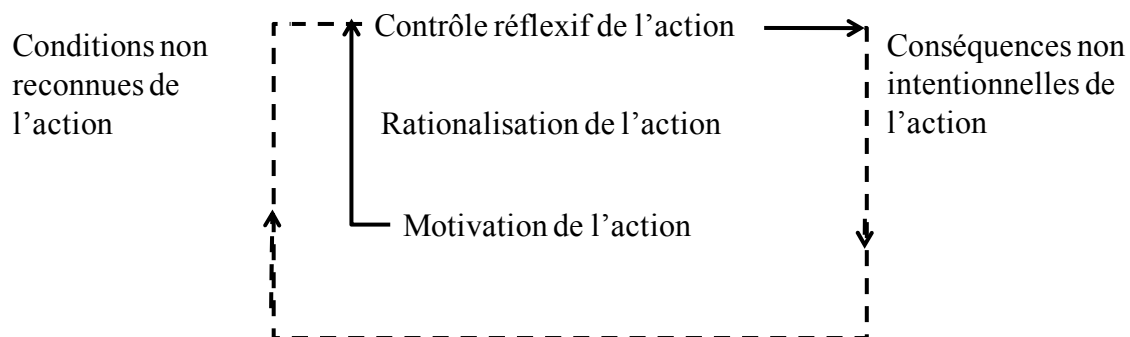 Conditions non
reconnues de
l’action
Contrôle réflexif de l’action
Rationalisation de l’action
Motivation de l’action
Conséquences non
intentionnelles de
l’action